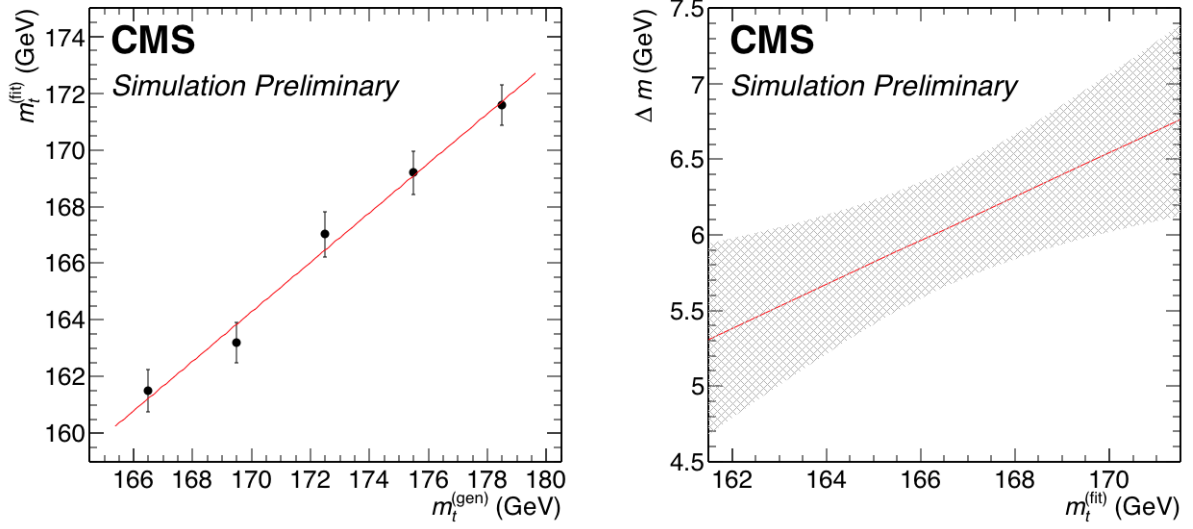 CMS
Simulation Preliminary
m_t^(fit) (GeV)
174
172
170
168
166
164
162
160
166 168 170 172 174 176 178 180
m_t^(gen) (GeV)
CMS
Simulation Preliminary
Δ m (GeV)
7.5
7
6.5
6
5.5
5
4.5
162 164 166 168 170
m_t^(fit) (GeV)